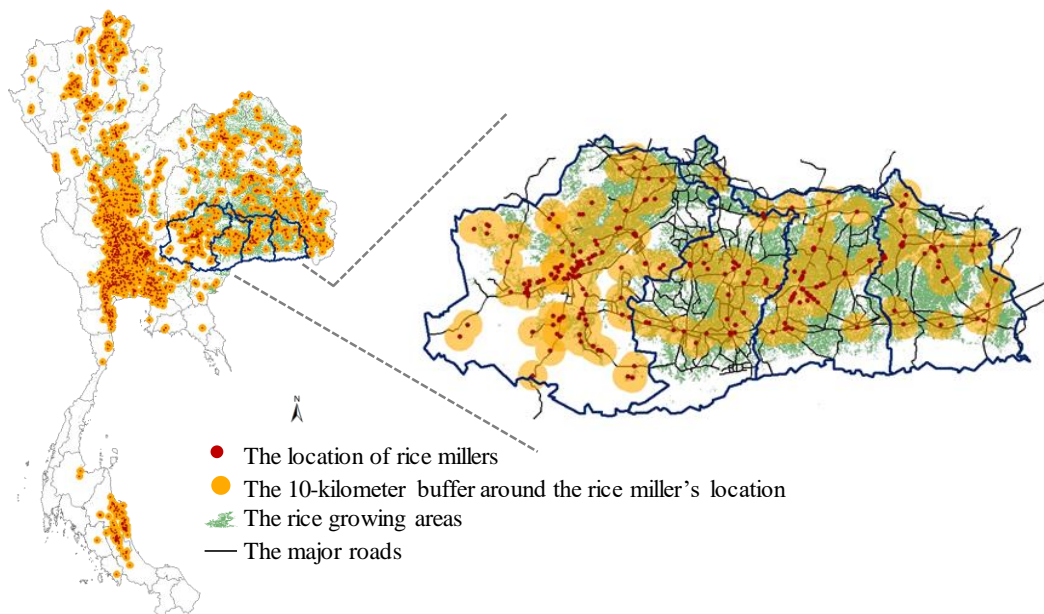 N
The location of rice millers
The 10-kilometer buffer around the rice miller's location
The rice growing areas
The major roads